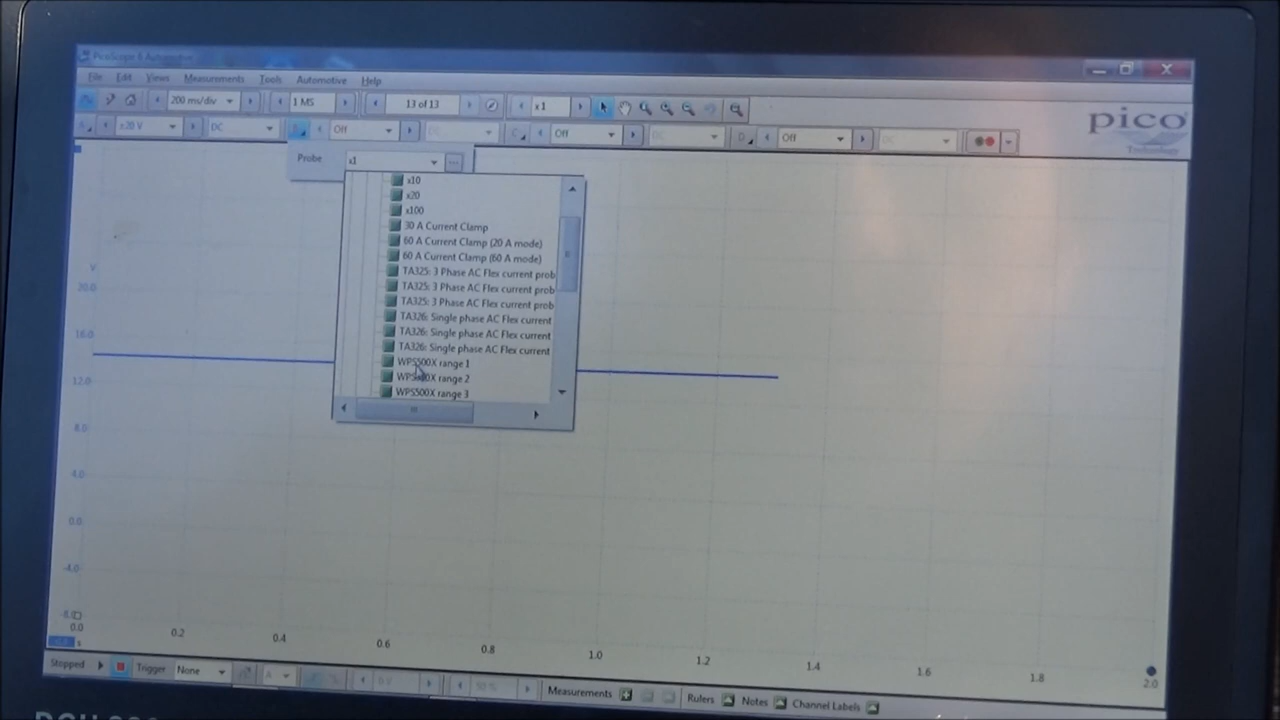 PicoScope 6 Automotive
File Edit Views Measurements Tools Automotive Help
200 ms/div 1 MS 13 of 13 x1
pico
Technology
±20 V DC Off DC C Off DC D Off DC
Probe x1
x10
x20
x100
30 A Current Clamp
60 A Current Clamp (20 A mode)
60 A Current Clamp (60 A mode)
TA325: 3 Phase AC Flex current prob
TA325: 3 Phase AC Flex current prob
TA325: 3 Phase AC Flex current prob
TA326: Single phase AC Flex current
TA326: Single phase AC Flex current
TA326: Single phase AC Flex current
WPS500X range 1
WPS500X range 2
WPS500X range 3
V
20.0
16.0
12.0
8.0
4.0
0.0
-4.0
0.0 0.2 0.4 0.6 0.8 1.0 1.2 1.4 1.6 1.8 2.0
s
Stopped Trigger None A 0 V 50 % Measurements Rulers Notes Channel Labels